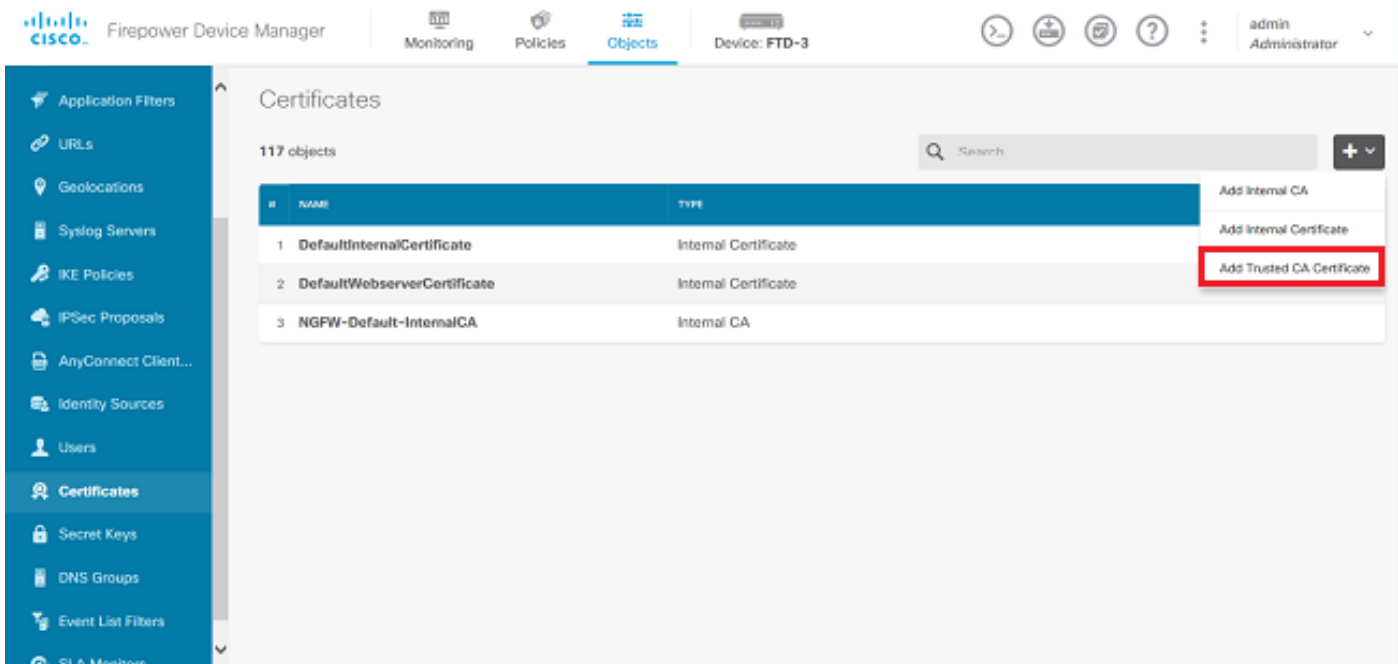 CISCO
Firepower Device Manager
Monitoring
Policies
Objects
Device: FTD-3
admin
Administrator
Application Filters
URLs
Geolocations
Syslog Servers
IKE Policies
IPSec Proposals
AnyConnect Client...
Identity Sources
Users
Certificates
Secret Keys
DNS Groups
Event List Filters
SLA Monitors
Certificates
117 objects
Search
Add Internal CA
Add Internal Certificate
Add Trusted CA Certificate
# NAME TYPE
1 DefaultInternalCertificate Internal Certificate
2 DefaultWebserverCertificate Internal Certificate
3 NGFW-Default-InternalCA Internal CA